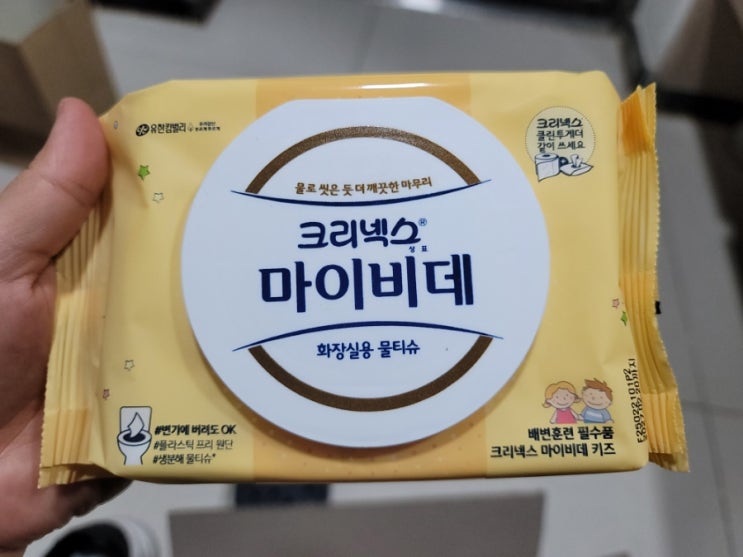 유한킴벌리
크리넥스
클린투게더
같이 쓰세요
물로 씻은 듯 더 깨끗한 마무리
크리넥스®
상표
마이비데
화장실용 물티슈
#변기에 버려도 OK
#플라스틱 프리 원단
#생분해 물티슈*
배변훈련 필수품
크리넥스 마이비데 키즈